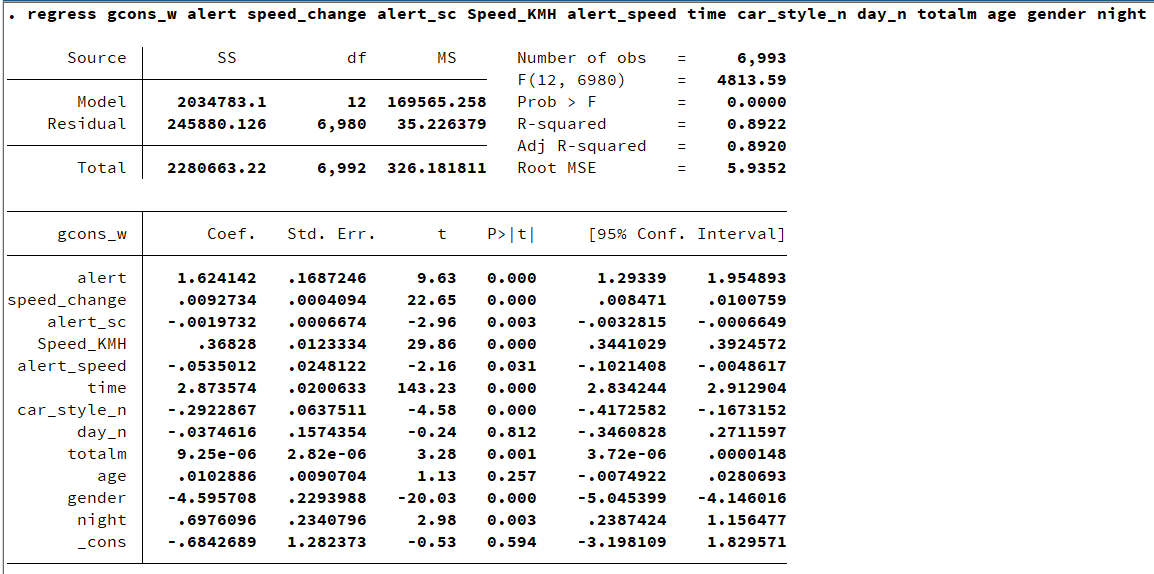 . regress gcons_w alert speed_change alert_sc Speed_KMH alert_speed time car_style_n day_n totalm age gender night
Source SS df MS Number of obs = 6,993
F(12, 6980) = 4813.59
Model 2034783.1 12 169565.258 Prob > F = 0.0000
Residual 245880.126 6,980 35.226379 R-squared = 0.8922
Adj R-squared = 0.8920
Total 2280663.22 6,992 326.181811 Root MSE = 5.9352
gcons_w Coef. Std. Err. t P>|t| [95% Conf. Interval]
alert 1.624142 .1687246 9.63 0.000 1.29339 1.954893
speed_change .0092734 .0004094 22.65 0.000 .008471 .0100759
alert_sc -.0019732 .0006674 -2.96 0.003 -.0032815 -.0006649
Speed_KMH .36828 .0123334 29.86 0.000 .3441029 .3924572
alert_speed -.0535012 .0248122 -2.16 0.031 -.1021408 -.0048617
time 2.873574 .0200633 143.23 0.000 2.834244 2.912904
car_style_n -.2922867 .0637511 -4.58 0.000 -.4172582 -.1673152
day_n -.0374616 .1574354 -0.24 0.812 -.3460828 .2711597
totalm 9.25e-06 2.82e-06 3.28 0.001 3.72e-06 .0000148
age .0102886 .0090704 1.13 0.257 -.0074922 .0280693
gender -4.595708 .2293988 -20.03 0.000 -5.045399 -4.146016
night .6976096 .2340796 2.98 0.003 .2387424 1.156477
_cons -.6842689 1.282373 -0.53 0.594 -3.198109 1.829571